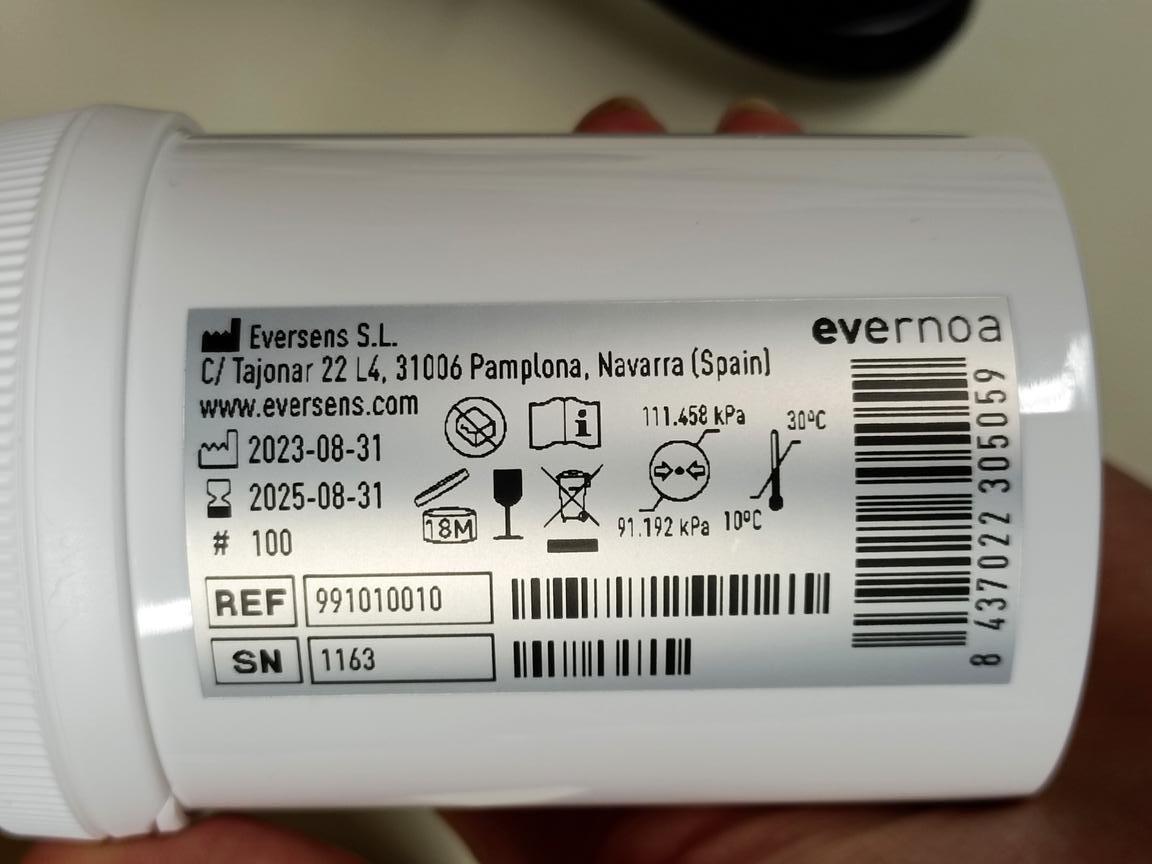 Eversens S.L.
C/ Tajonar 22 L4, 31006 Pamplona, Navarra (Spain)
www.eversens.com
2023-08-31
2025-08-31
# 100
18M
i
111.458 kPa
91.192 kPa
30ºC
10ºC
REF 991010010
SN 1163
evernoa
8 437022 305059